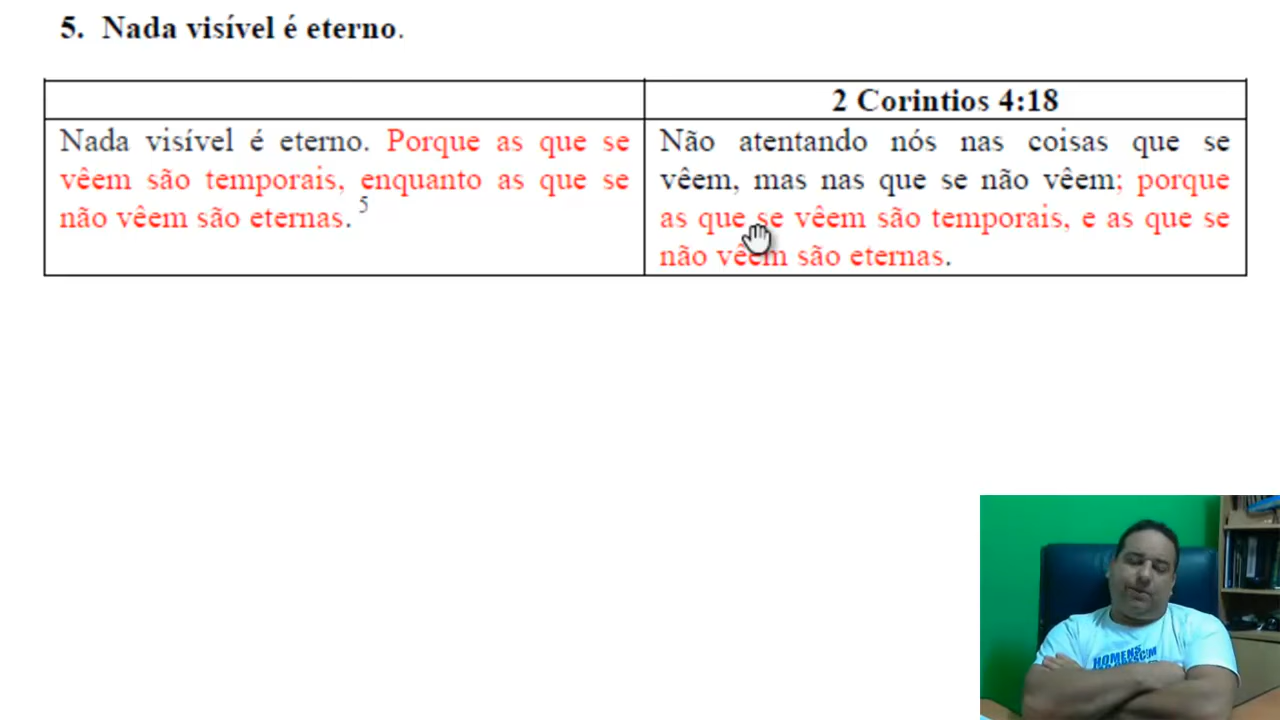 5. Nada visível é eterno.
2 Corintios 4:18
Nada visível é eterno. Porque as que se
vêem são temporais, enquanto as que se
não vêem são eternas. 5
Não atentando nós nas coisas que se
vêem, mas nas que se não vêem; porque
as que se vêem são temporais, e as que se
não vêem são eternas.
HOMENS